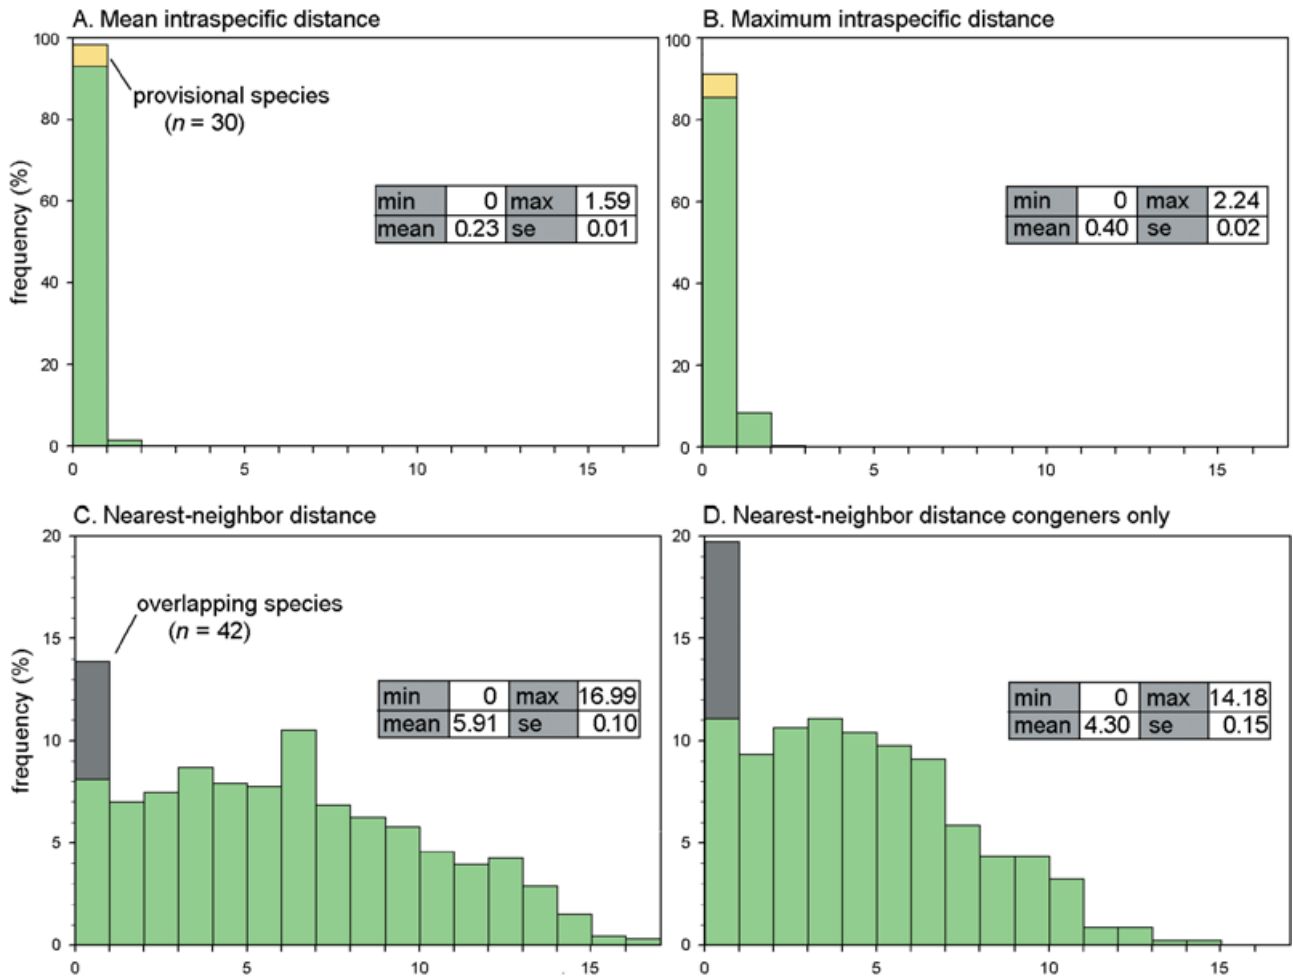 A. Mean intraspecific distance
100
80
60
40
20
0
frequency (%)
provisional species
(n = 30)
min 0 max 1.59
mean 0.23 se 0.01
0 5 10 15
B. Maximum intraspecific distance
100
80
60
40
20
0
min 0 max 2.24
mean 0.40 se 0.02
0 5 10 15
C. Nearest-neighbor distance
20
15
10
5
0
frequency (%)
overlapping species
(n = 42)
min 0 max 16.99
mean 5.91 se 0.10
0 5 10 15
D. Nearest-neighbor distance congeners only
20
15
10
5
0
min 0 max 14.18
mean 4.30 se 0.15
0 5 10 15